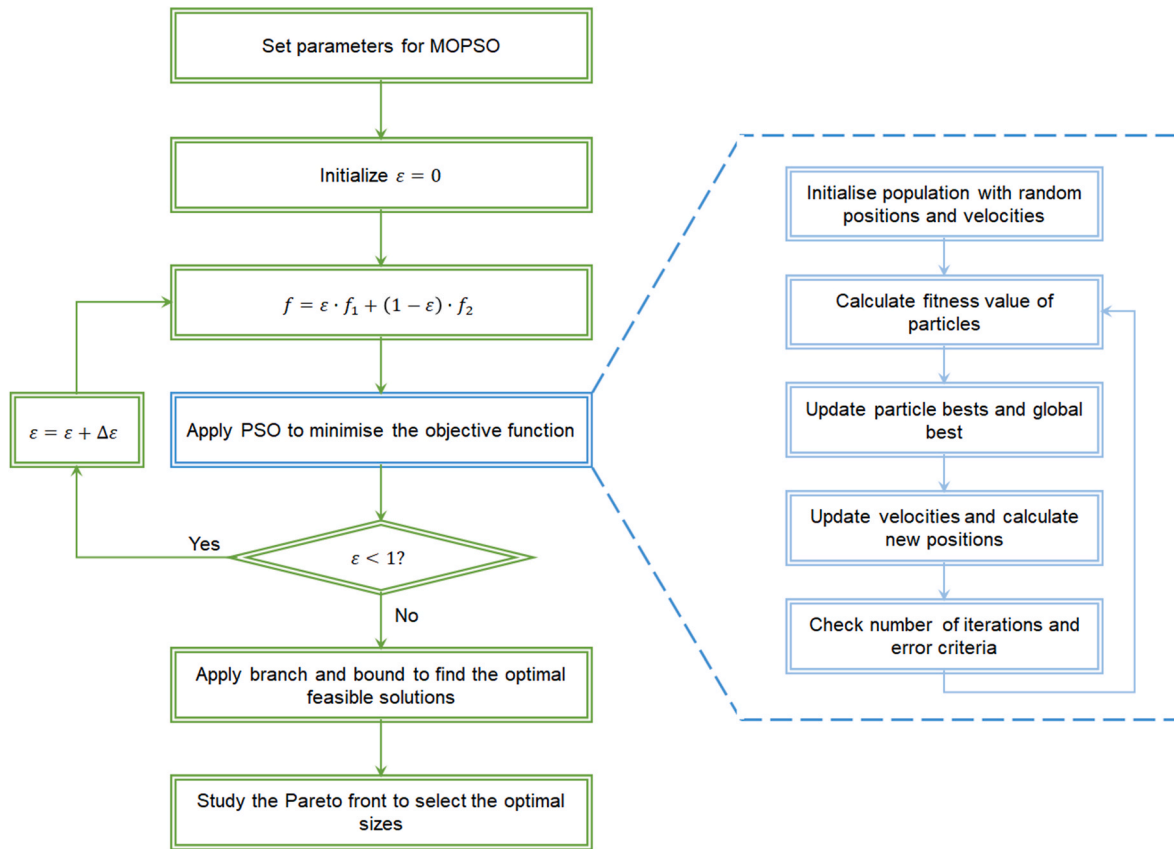 Set parameters for MOPSO
Initialize ε = 0
f = ε · f₁ + (1 − ε) · f₂
ε = ε + Δε
Apply PSO to minimise the objective function
Yes
ε < 1?
No
Apply branch and bound to find the optimal
feasible solutions
Study the Pareto front to select the optimal
sizes
Initialise population with random
positions and velocities
Calculate fitness value of
particles
Update particle bests and global
best
Update velocities and calculate
new positions
Check number of iterations and
error criteria